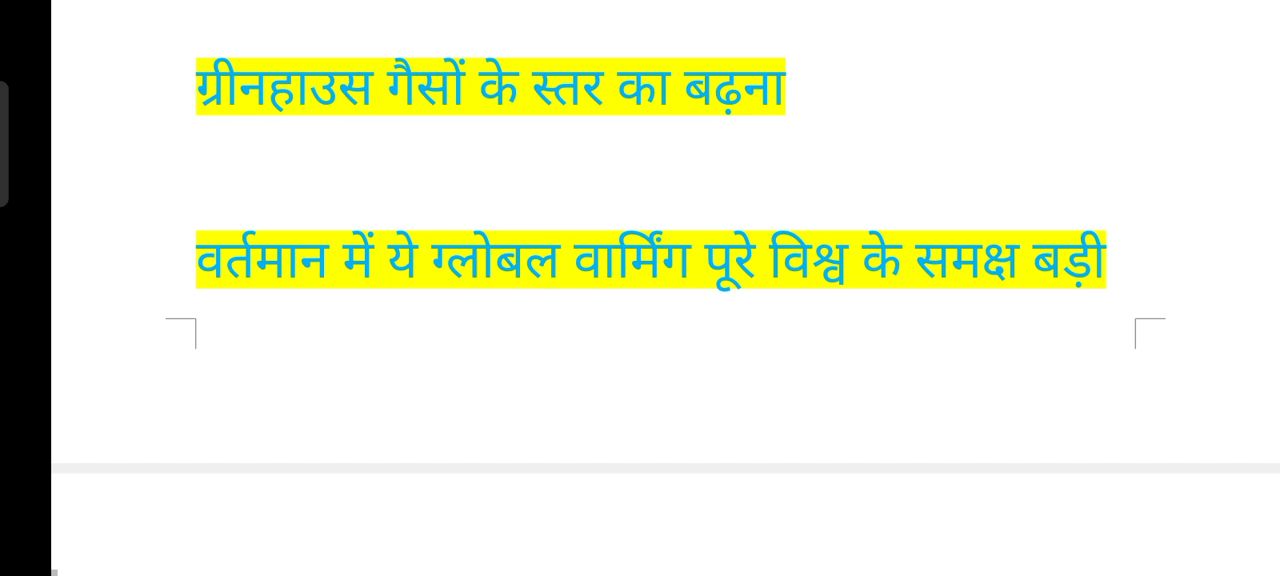 ग्रीनहाउस गैसों के स्तर का बढ़ना
वर्तमान में ये ग्लोबल वार्मिंग पूरे विश्व के समक्ष बड़ी